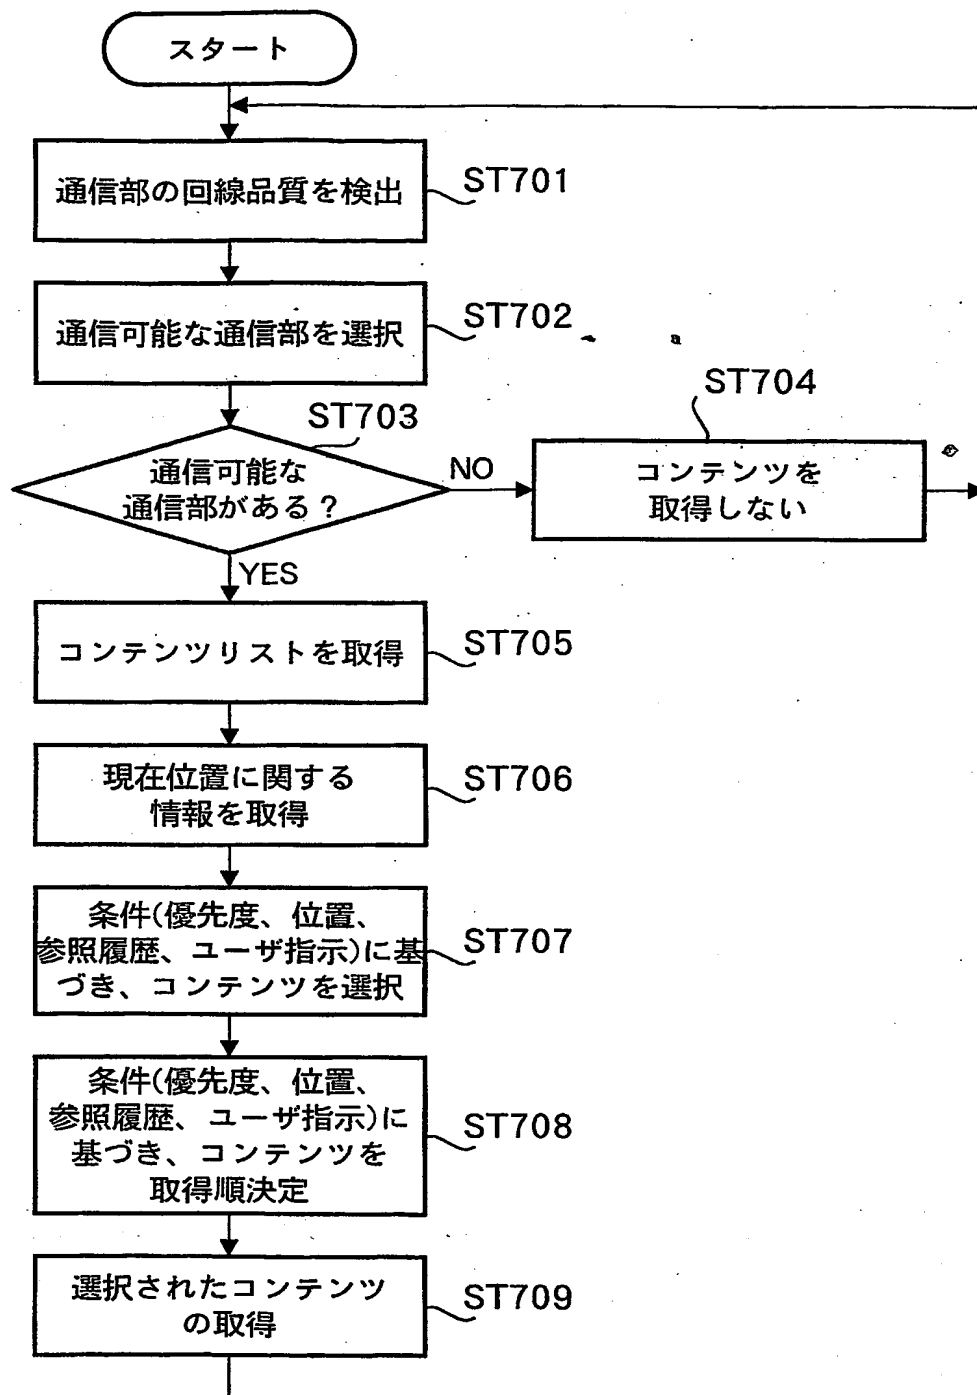 スタート
通信部の回線品質を検出
ST701
通信可能な通信部を選択
ST702
ST703
通信可能な
通信部がある？
NO
YES
ST704
コンテンツを
取得しない
コンテンツリストを取得
ST705
現在位置に関する
情報を取得
ST706
条件(優先度、位置、
参照履歴、ユーザ指示)に基
づき、コンテンツを選択
ST707
条件(優先度、位置、
参照履歴、ユーザ指示)に
基づき、コンテンツを
取得順決定
ST708
選択されたコンテンツ
の取得
ST709